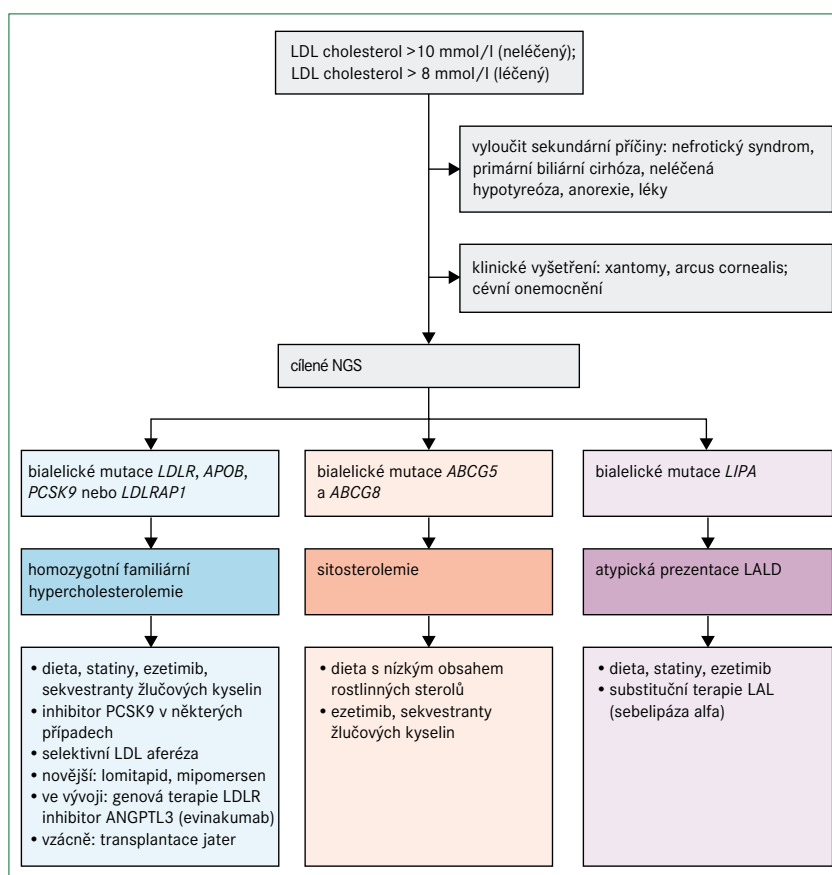 LDL cholesterol >10 mmol/l (neléčený);
LDL cholesterol > 8 mmol/l (léčený)
vyloučit sekundární příčiny: nefrotický syndrom,
primární biliární cirhóza, neléčená
hypotyreóza, anorexie, léky
klinické vyšetření: xantomy, arcus cornealis;
cévní onemocnění
cílené NGS
bialelické mutace LDLR, APOB,
PCSK9 nebo LDLRAP1
homozygotní familiární
hypercholesterolemie
• dieta, statiny, ezetimib,
sekvestranty žlučových kyselin
• inhibitor PCSK9 v některých
případech
• selektivní LDL aferéza
• novější: lomitapid, mipomersen
• ve vývoji: genová terapie LDLR
inhibitor ANGPTL3 (evinakumab)
• vzácně: transplantace jater
bialelické mutace ABCG5
a ABCG8
sitosterolemie
• dieta s nízkým obsahem
rostlinných sterolů
• ezetimib, sekvestranty
žlučových kyselin
bialelické mutace LIPA
atypická prezentace LALD
• dieta, statiny, ezetimib
• substituční terapie LAL
(sebelipáza alfa)